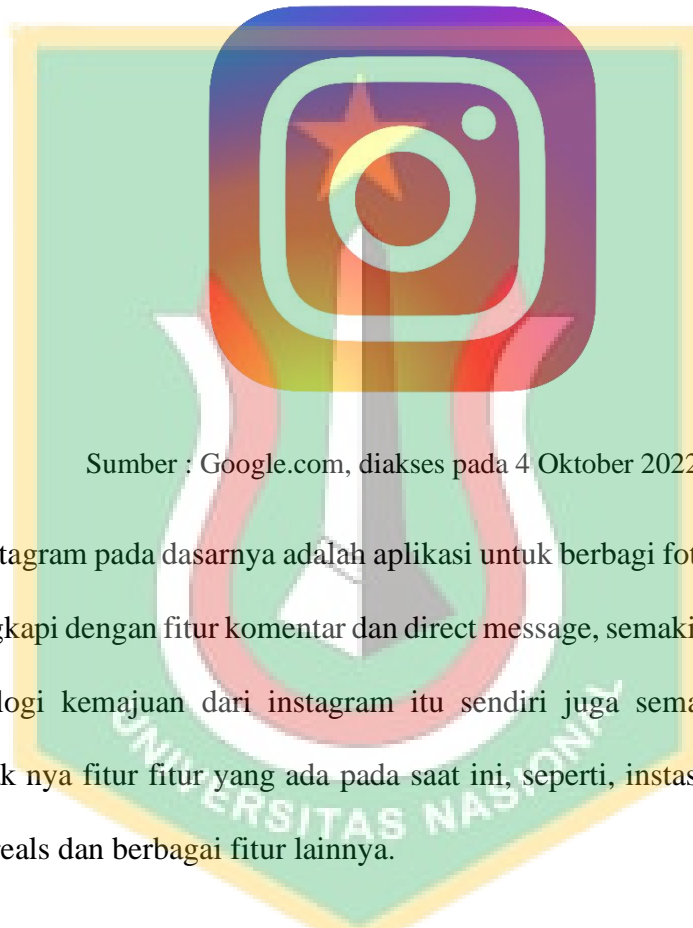 Sumber : Google.com, diakses pada 4 Oktober 2022
tagram pada dasarnya adalah aplikasi untuk berbagi fot
gkapi dengan fitur komentar dan direct message, semaki
logi kemajuan dari instagram itu sendiri juga sema
k nya fitur fitur yang ada pada saat ini, seperti, instas
reals dan berbagai fitur lainnya.
UNIVERSITAS NASIONAL